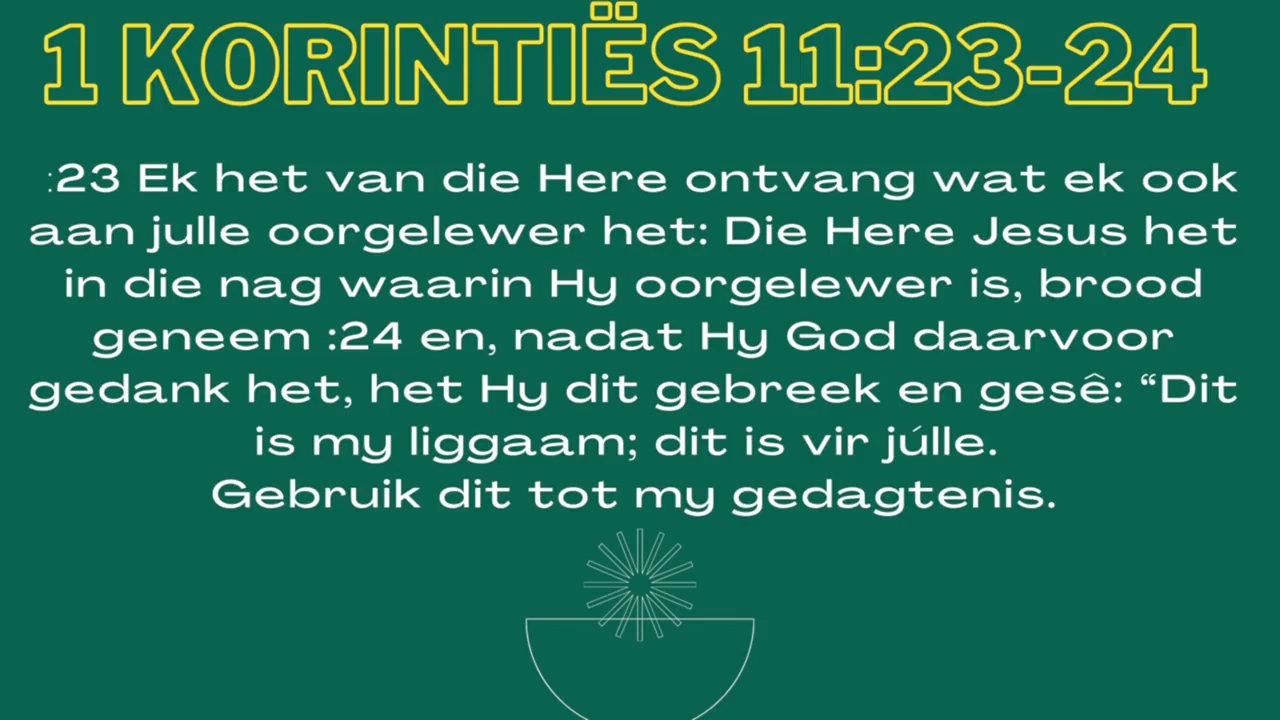 1 KORINTIËS 11:23-24
:23 Ek het van die Here ontvang wat ek ook
aan julle oorgelewer het: Die Here Jesus het
in die nag waarin Hy oorgelewer is, brood
geneem :24 en, nadat Hy God daarvoor
gedank het, het Hy dit gebreek en gesê: “Dit
is my liggaam; dit is vir júlle.
Gebruik dit tot my gedagtenis.